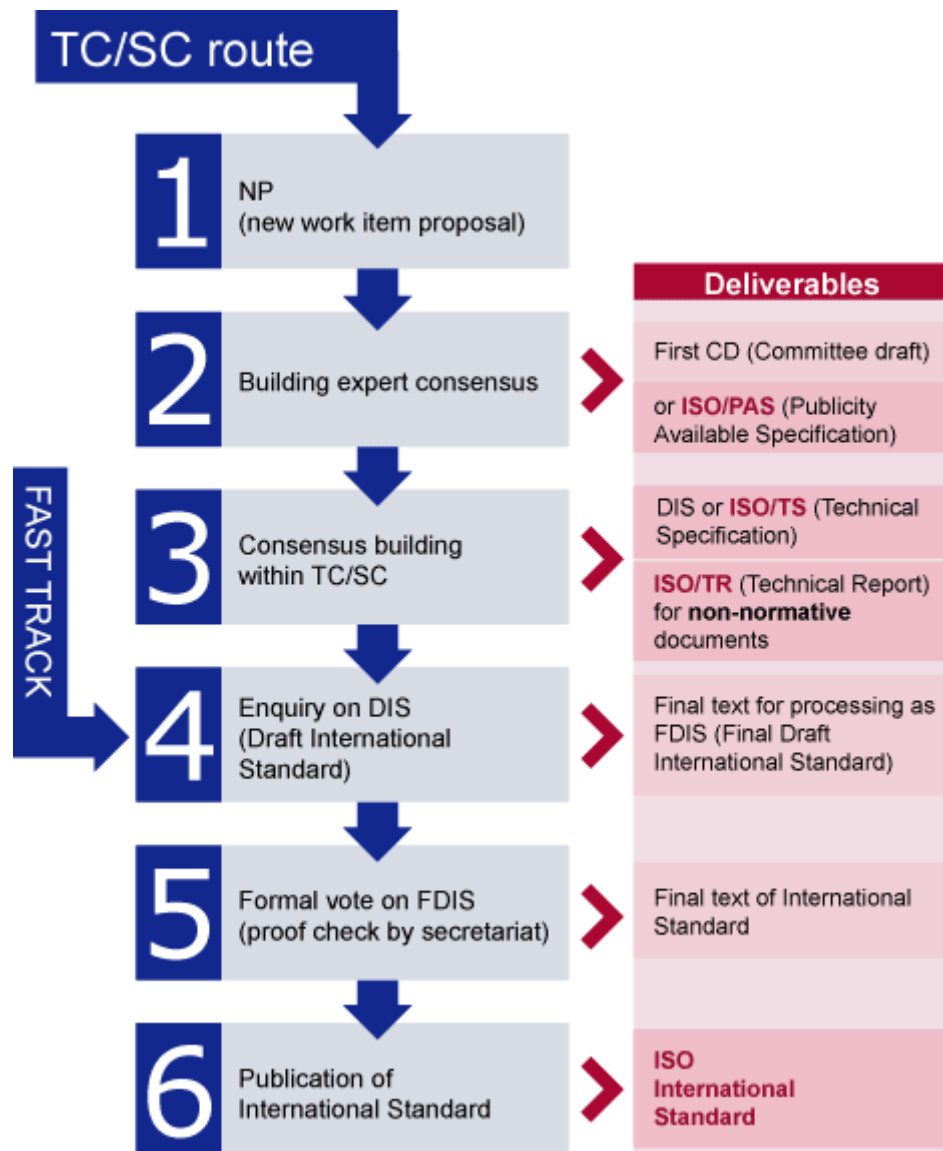 TC/SC route
1
NP
(new work item proposal)
Deliverables
2
Building expert consensus
First CD (Committee draft)
or ISO/PAS (Publicity
Available Specification)
FAST TRACK
3
Consensus building
within TC/SC
DIS or ISO/TS (Technical
Specification)
ISO/TR (Technical Report)
for non-normative
documents
4
Enquiry on DIS
(Draft International
Standard)
Final text for processing as
FDIS (Final Draft
International Standard)
5
Formal vote on FDIS
(proof check by secretariat)
Final text of International
Standard
6
Publication of
International Standard
ISO
International
Standard